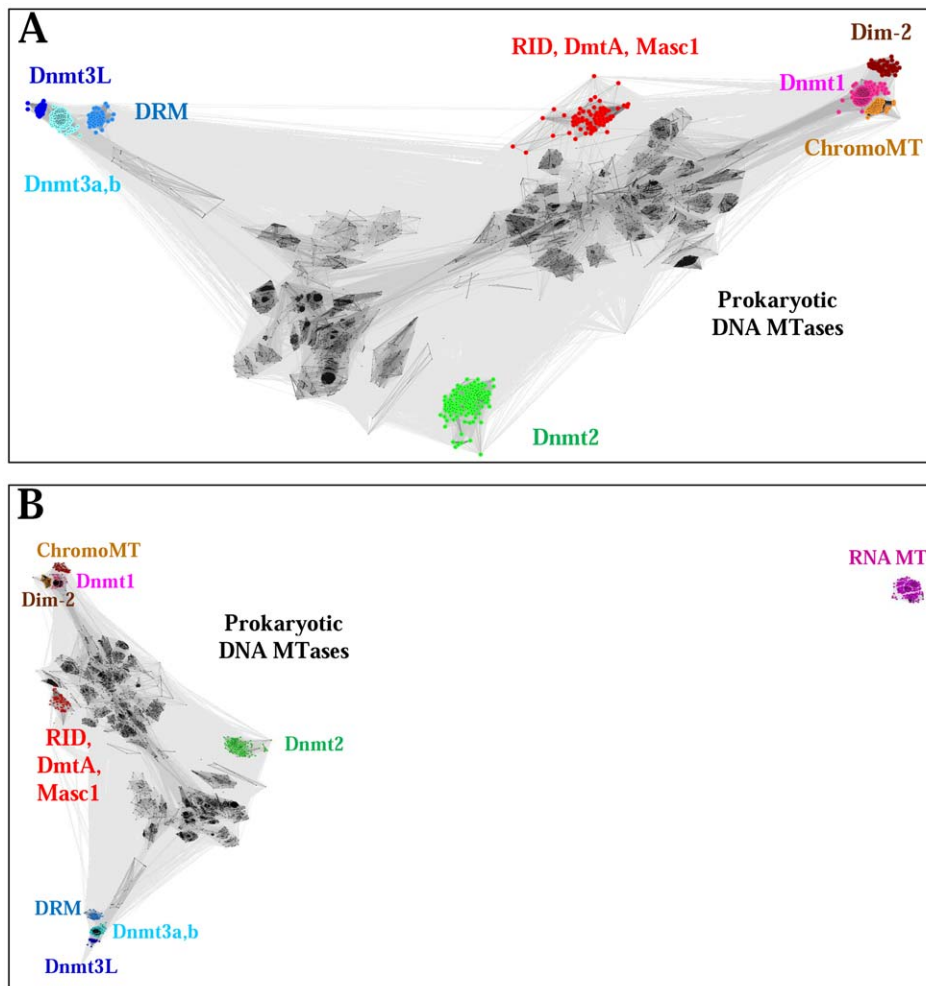 A
RID, DmtA, Masc1
Dim-2
Dnmt3L
Dnmt1
DRM
ChromoMT
Dnmt3a,b
Prokaryotic
DNA MTases
Dnmt2
B
ChromoMT
Dnmt1
Dim-2
RNA MT
Prokaryotic
DNA MTases
RID,
DmtA,
Masc1
Dnmt2
DRM
Dnmt3a,b
Dnmt3L